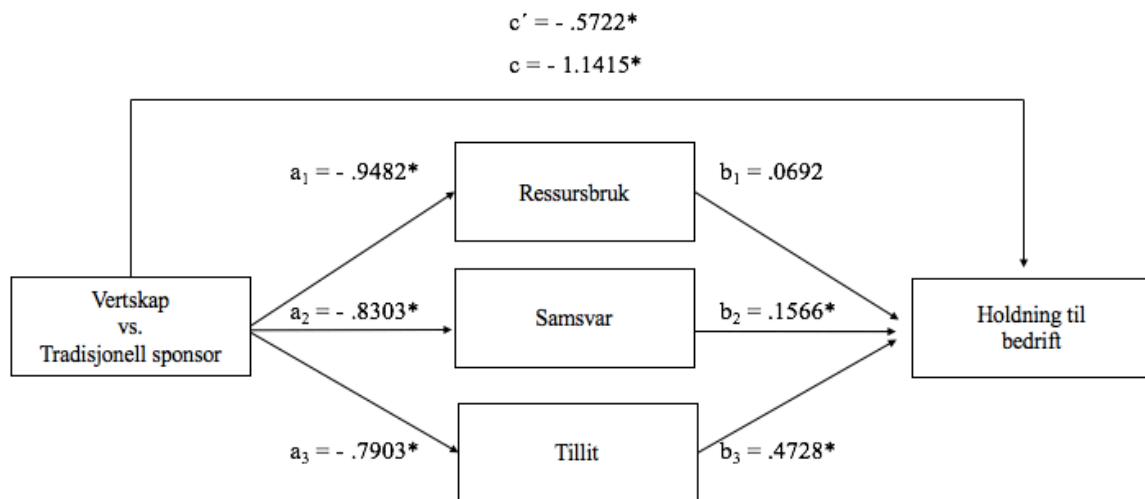 c´ = - .5722*
c = - 1.1415*
a₁ = - .9482*
Ressursbruk
b₁ = .0692
Vertskap
vs.
Tradisjonell sponsor
a₂ = - .8303*
Samsvar
b₂ = .1566*
Holdning til
bedrift
a₃ = - .7903*
Tillit
b₃ = .4728*